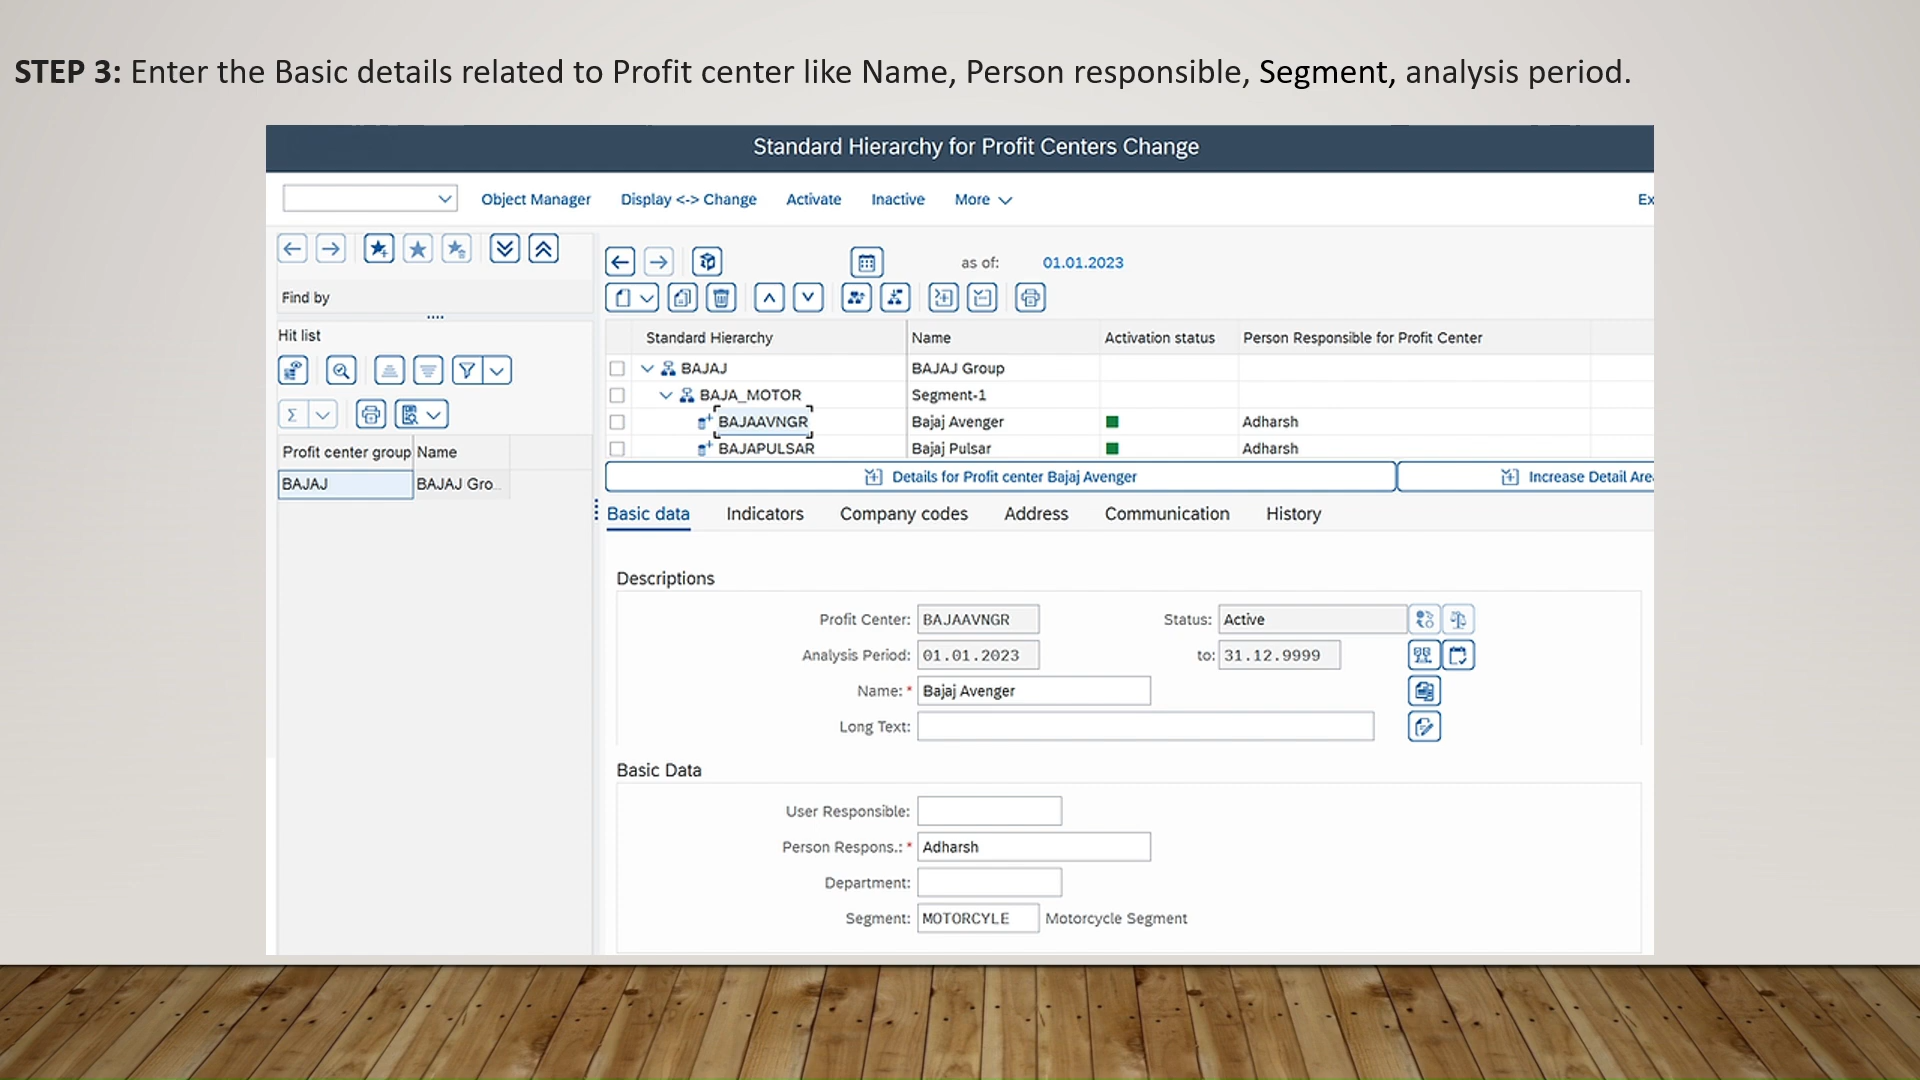 STEP 3: Enter the Basic details related to Profit center like Name, Person responsible, Segment, analysis period.
Standard Hierarchy for Profit Centers Change
Object Manager Display <-> Change Activate Inactive More Ex
as of: 01.01.2023
Find by
Hit list
Standard Hierarchy Name Activation status Person Responsible for Profit Center
BAJAJ BAJAJ Group
BAJA_MOTOR Segment-1
BAJAAVNGR Bajaj Avenger Adharsh
BAJAPULSAR Bajaj Pulsar Adharsh
Profit center group Name
BAJAJ BAJAJ Gro...
Details for Profit center Bajaj Avenger Increase Detail Are
Basic data Indicators Company codes Address Communication History
Descriptions
Profit Center: BAJAAVNGR Status: Active
Analysis Period: 01.01.2023 to: 31.12.9999
Name: * Bajaj Avenger
Long Text:
Basic Data
User Responsible:
Person Respons.: * Adharsh
Department:
Segment: MOTORCYLE Motorcycle Segment